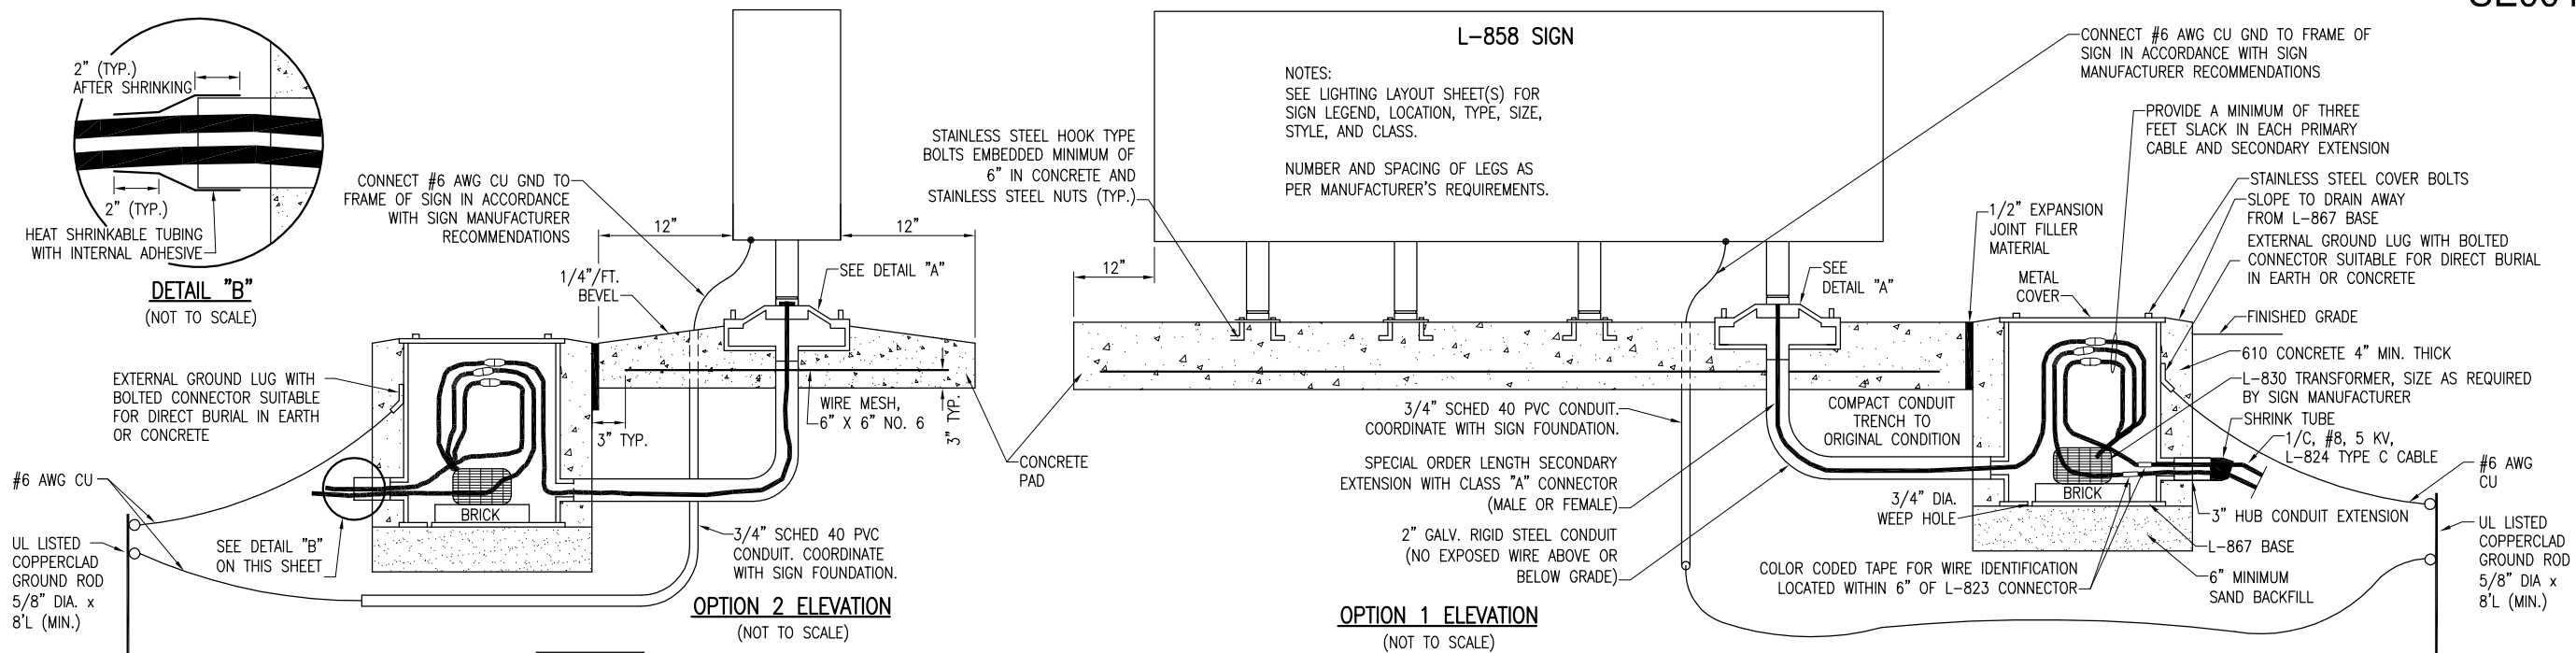 2" (TYP.)
AFTER SHRINKING
2" (TYP.)
HEAT SHRINKABLE TUBING
WITH INTERNAL ADHESIVE
DETAIL "B"
(NOT TO SCALE)
CONNECT #6 AWG CU GND TO
FRAME OF SIGN IN ACCORDANCE
WITH SIGN MANUFACTURER
RECOMMENDATIONS
12"
12"
1/4"/FT.
BEVEL
SEE DETAIL "A"
EXTERNAL GROUND LUG WITH
BOLTED CONNECTOR SUITABLE
FOR DIRECT BURIAL IN EARTH
OR CONCRETE
3" TYP.
WIRE MESH,
6" X 6" NO. 6
3" TYP.
CONCRETE
PAD
#6 AWG CU
UL LISTED
COPPERCLAD
GROUND ROD
5/8" DIA. x
8'L (MIN.)
SEE DETAIL "B"
ON THIS SHEET
BRICK
3/4" SCHED 40 PVC
CONDUIT. COORDINATE
WITH SIGN FOUNDATION.
OPTION 2 ELEVATION
(NOT TO SCALE)
L-858 SIGN
NOTES:
SEE LIGHTING LAYOUT SHEET(S) FOR
SIGN LEGEND, LOCATION, TYPE, SIZE,
STYLE, AND CLASS.
NUMBER AND SPACING OF LEGS AS
PER MANUFACTURER'S REQUIREMENTS.
STAINLESS STEEL HOOK TYPE
BOLTS EMBEDDED MINIMUM OF
6" IN CONCRETE AND
STAINLESS STEEL NUTS (TYP.)
12"
SEE
DETAIL "A"
1/2" EXPANSION
JOINT FILLER
MATERIAL
METAL
COVER
CONNECT #6 AWG CU GND TO FRAME OF
SIGN IN ACCORDANCE WITH SIGN
MANUFACTURER RECOMMENDATIONS
PROVIDE A MINIMUM OF THREE
FEET SLACK IN EACH PRIMARY
CABLE AND SECONDARY EXTENSION
STAINLESS STEEL COVER BOLTS
SLOPE TO DRAIN AWAY
FROM L-867 BASE
EXTERNAL GROUND LUG WITH BOLTED
CONNECTOR SUITABLE FOR DIRECT BURIAL
IN EARTH OR CONCRETE
FINISHED GRADE
610 CONCRETE 4" MIN. THICK
L-830 TRANSFORMER, SIZE AS REQUIRED
BY SIGN MANUFACTURER
SHRINK TUBE
1/C, #8, 5 KV,
L-824 TYPE C CABLE
#6 AWG
CU
3/4" SCHED 40 PVC CONDUIT.
COORDINATE WITH SIGN FOUNDATION.
COMPACT CONDUIT
TRENCH TO
ORIGINAL CONDITION
SPECIAL ORDER LENGTH SECONDARY
EXTENSION WITH CLASS "A" CONNECTOR
(MALE OR FEMALE)
3/4" DIA.
WEEP HOLE
BRICK
3" HUB CONDUIT EXTENSION
2" GALV. RIGID STEEL CONDUIT
(NO EXPOSED WIRE ABOVE OR
BELOW GRADE)
L-867 BASE
COLOR CODED TAPE FOR WIRE IDENTIFICATION
LOCATED WITHIN 6" OF L-823 CONNECTOR
6" MINIMUM
SAND BACKFILL
UL LISTED
COPPERCLAD
GROUND ROD
5/8" DIA x
8'L (MIN.)
OPTION 1 ELEVATION
(NOT TO SCALE)